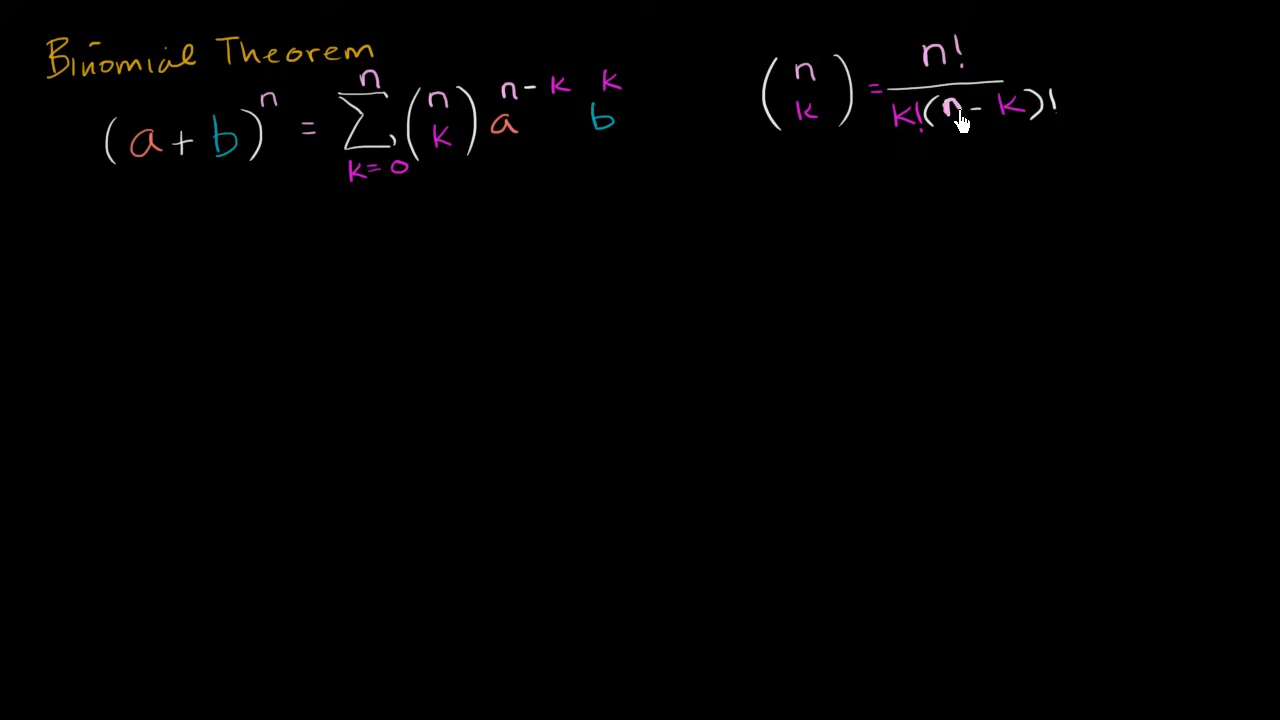 Binomial Theorem
(a + b)^n = ∑_{k=0}^{n} (n k) a^{n-k} b^k
(n k) = n! / k!(n - k)!